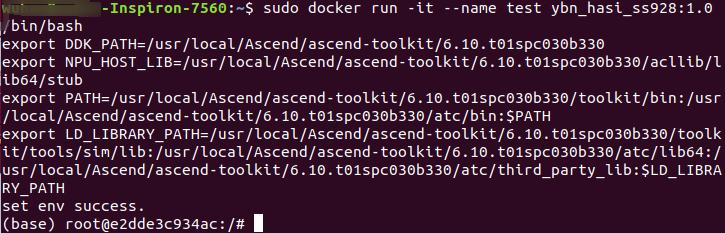 -Inspiron-7560:~$ sudo docker run -it --name test ybn_hasi_ss928:1.0
/bin/bash
export DDK_PATH=/usr/local/Ascend/ascend-toolkit/6.10.t01spc030b330
export NPU_HOST_LIB=/usr/local/Ascend/ascend-toolkit/6.10.t01spc030b330/acllib/l
ib64/stub
export PATH=/usr/local/Ascend/ascend-toolkit/6.10.t01spc030b330/toolkit/bin:/us
r/local/Ascend/ascend-toolkit/6.10.t01spc030b330/atc/bin:$PATH
export LD_LIBRARY_PATH=/usr/local/Ascend/ascend-toolkit/6.10.t01spc030b330/toolk
it/tools/sim/lib:/usr/local/Ascend/ascend-toolkit/6.10.t01spc030b330/atc/lib64:/
usr/local/Ascend/ascend-toolkit/6.10.t01spc030b330/atc/third_party_lib:$LD_LIBRA
RY_PATH
set env success.
(base) root@e2dde3c934ac:/#